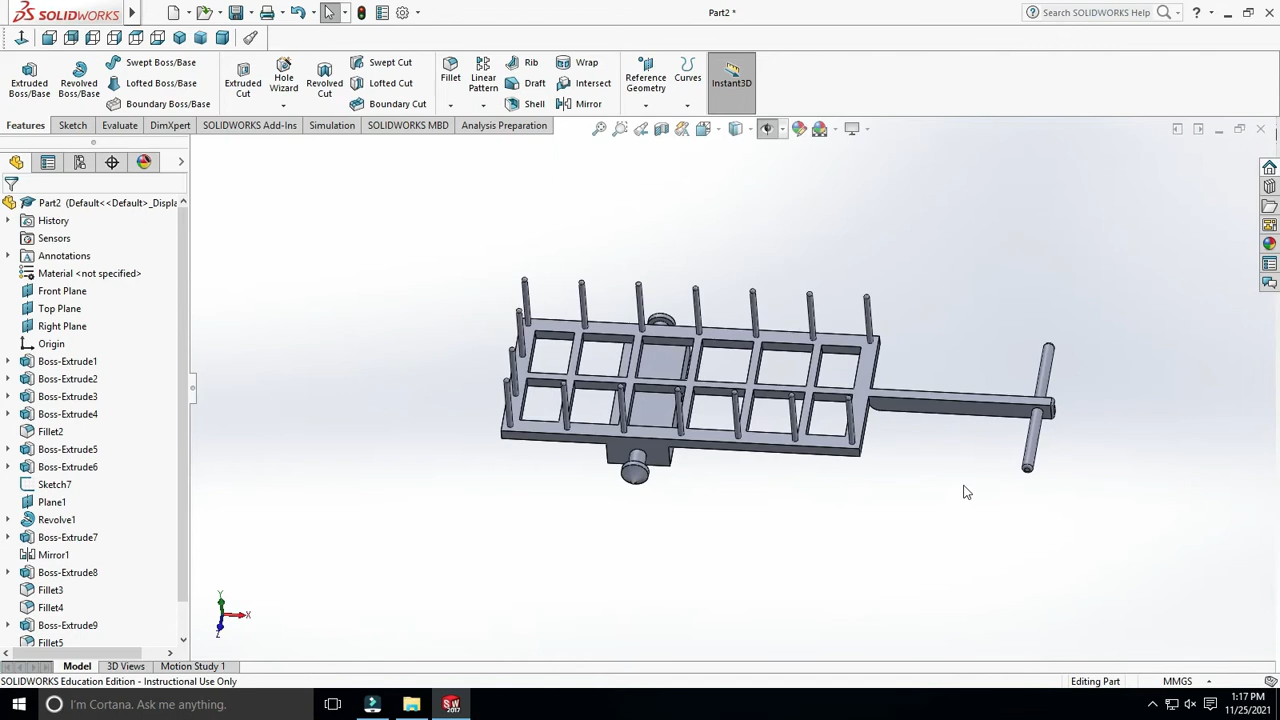 SOLIDWORKS
Part2 *
Search SOLIDWORKS Help
Extruded Boss/Base
Revolved Boss/Base
Swept Boss/Base
Lofted Boss/Base
Boundary Boss/Base
Extruded Cut
Hole Wizard
Revolved Cut
Swept Cut
Lofted Cut
Boundary Cut
Fillet
Linear Pattern
Rib
Draft
Shell
Wrap
Intersect
Mirror
Reference Geometry
Curves
Instant3D
Features
Sketch
Evaluate
DimXpert
SOLIDWORKS Add-Ins
Simulation
SOLIDWORKS MBD
Analysis Preparation
Part2 (Default<<Default>_Displa
History
Sensors
Annotations
Material <not specified>
Front Plane
Top Plane
Right Plane
Origin
Boss-Extrude1
Boss-Extrude2
Boss-Extrude3
Boss-Extrude4
Fillet2
Boss-Extrude5
Boss-Extrude6
Sketch7
Plane1
Revolve1
Boss-Extrude7
Mirror1
Boss-Extrude8
Fillet3
Fillet4
Boss-Extrude9
Fillet5
Y
X
Z
Model
3D Views
Motion Study 1
SOLIDWORKS Education Edition - Instructional Use Only
Editing Part
MMGS
I'm Cortana. Ask me anything.
SW
2017
1:17 PM
11/25/2021